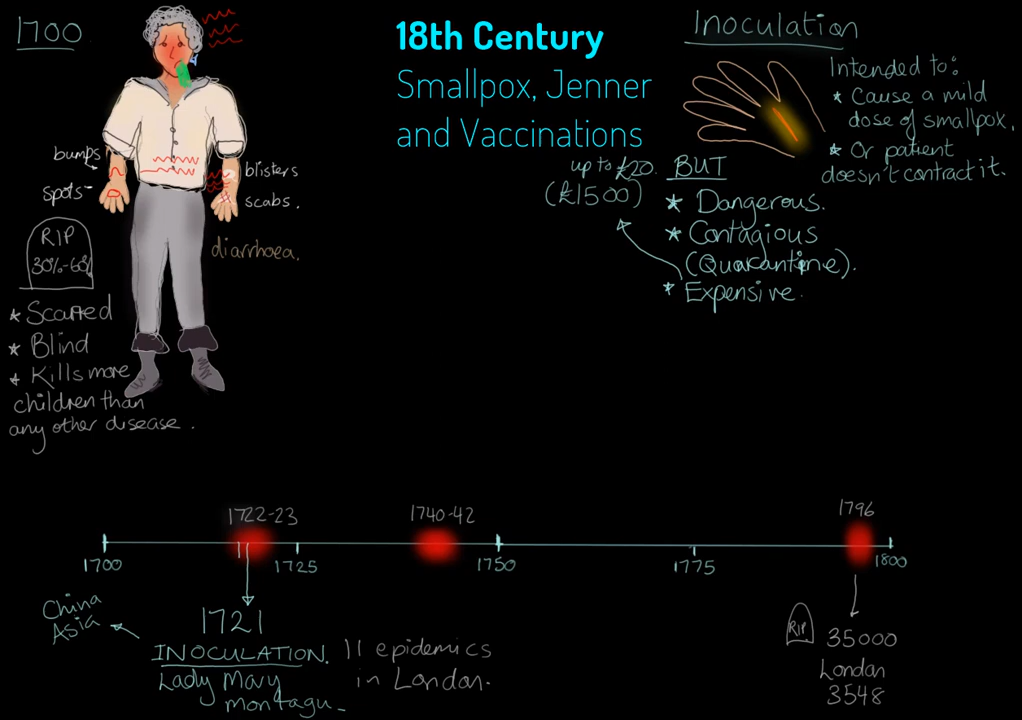 1700
18th Century
Smallpox, Jenner
and Vaccinations
Inoculation
Intended to:
* Cause a mild
dose of smallpox.
* Or patient
doesn't contract it.
up to £20.
(£1500)
BUT
* Dangerous.
* Contagious
(Quarantine).
* Expensive.
bumps
spots
blisters
scabs.
diarrhoea.
RIP
30%-60%
* Scarred
* Blind
* Kills more
children than
any other disease.
1722-23
1740-42
1796
1700
1725
1750
1775
1800
China
Asia
1721
INOCULATION.
Lady Mary
montagu
11 epidemics
in London.
RIP
35000
London
3548